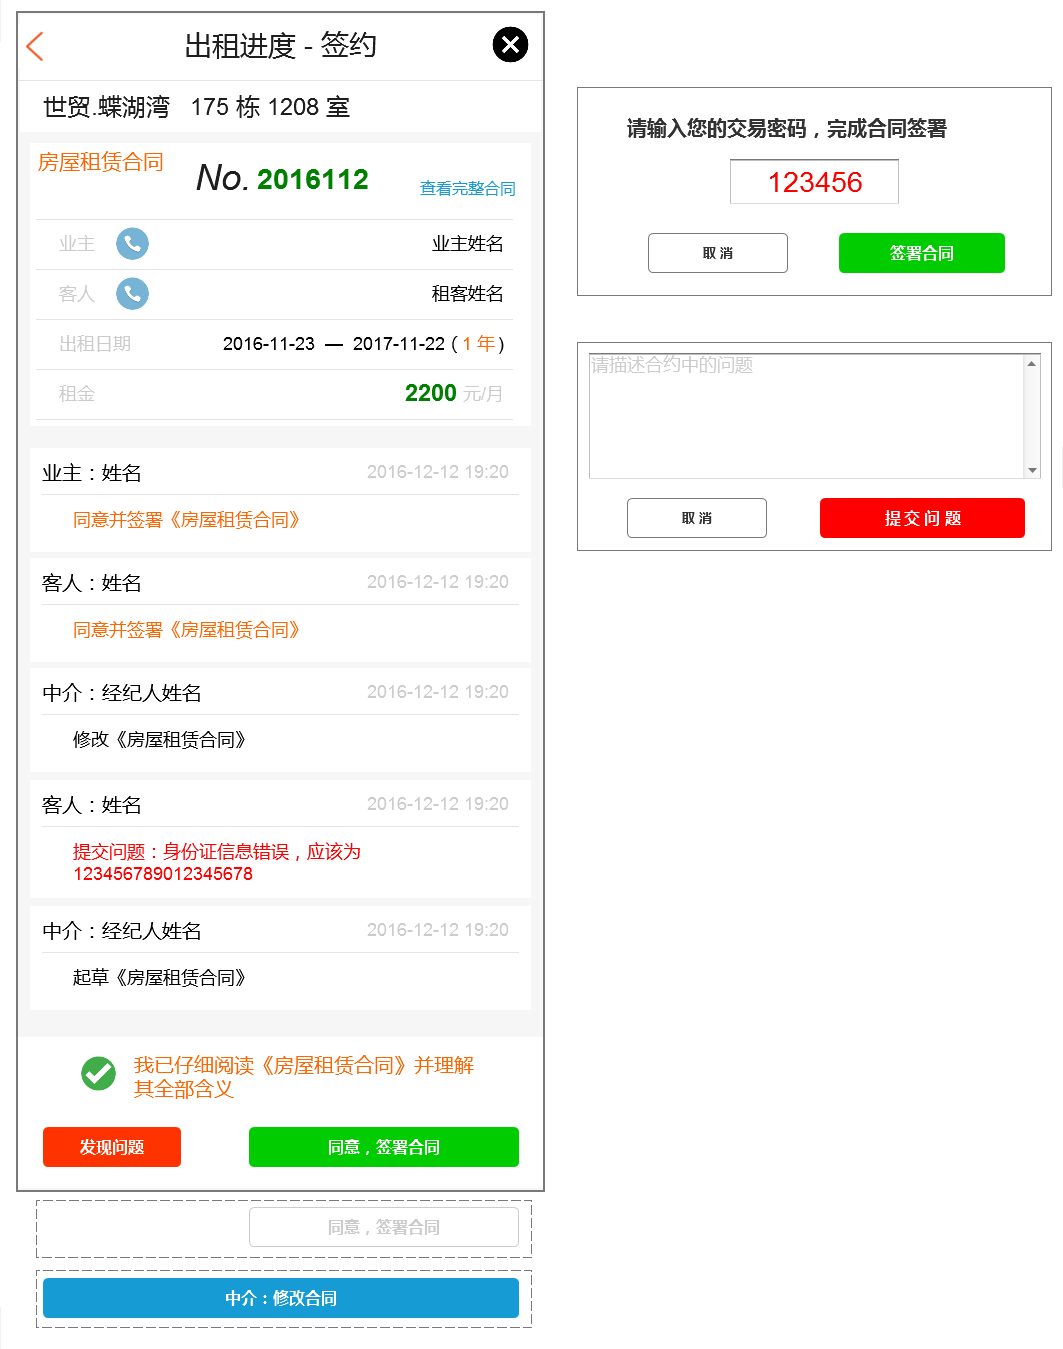 出租进度 - 签约
世贸.蝶湖湾 175 栋 1208 室
房屋租赁合同
No. 2016112
查看完整合同
业主 业主姓名
客人 租客姓名
出租日期 2016-11-23 — 2017-11-22 ( 1 年 )
租金 2200 元/月
业主：姓名 2016-12-12 19:20
同意并签署《房屋租赁合同》
客人：姓名 2016-12-12 19:20
同意并签署《房屋租赁合同》
中介：经纪人姓名 2016-12-12 19:20
修改《房屋租赁合同》
客人：姓名 2016-12-12 19:20
提交问题：身份证信息错误，应该为
123456789012345678
中介：经纪人姓名 2016-12-12 19:20
起草《房屋租赁合同》
我已仔细阅读《房屋租赁合同》并理解
其全部含义
发现问题 同意，签署合同
同意，签署合同
中介：修改合同
请输入您的交易密码，完成合同签署
123456
取 消 签署合同
请描述合约中的问题
取 消 提 交 问 题